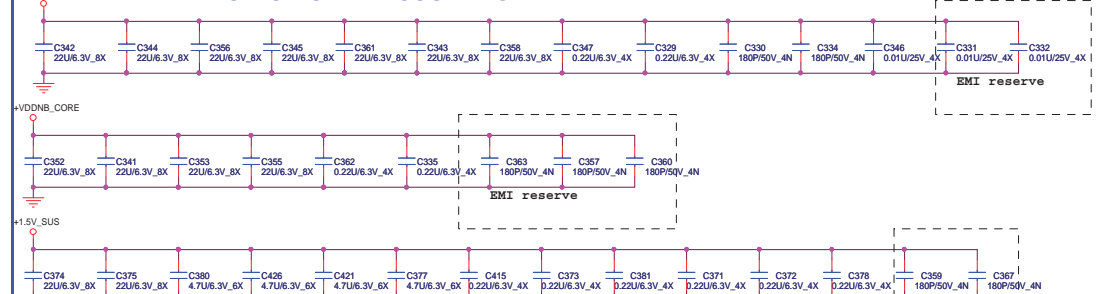 C342 C344 C356 C345 C361 C343 C358 C347 C329 C330 C334 C346 C331 C332
22U/6.3V_8X 22U/6.3V_8X 22U/6.3V_8X 22U/6.3V_8X 22U/6.3V_8X 22U/6.3V_8X 22U/6.3V_8X 0.22U/6.3V_4X 0.22U/6.3V_4X 180P/50V_4N 180P/50V_4N 0.01U/25V_4X 0.01U/25V_4X 0.01U/25V_4X
EMI reserve
+VDDNB_CORE
C352 C341 C353 C355 C362 C335 C363 C357 C360
22U/6.3V_8X 22U/6.3V_8X 22U/6.3V_8X 22U/6.3V_8X 0.22U/6.3V_4X 0.22U/6.3V_4X 180P/50V_4N 180P/50V_4N 180P/50V_4N
EMI reserve
+1.5V_SUS
C374 C375 C380 C426 C421 C377 C415 C373 C381 C371 C372 C378 C359 C367
22U/6.3V_8X 22U/6.3V_8X 4.7U/6.3V_6X 4.7U/6.3V_6X 4.7U/6.3V_6X 4.7U/6.3V_6X 0.22U/6.3V_4X 0.22U/6.3V_4X 0.22U/6.3V_4X 0.22U/6.3V_4X 0.22U/6.3V_4X 0.22U/6.3V_4X 180P/50V_4N 180P/50V_4N